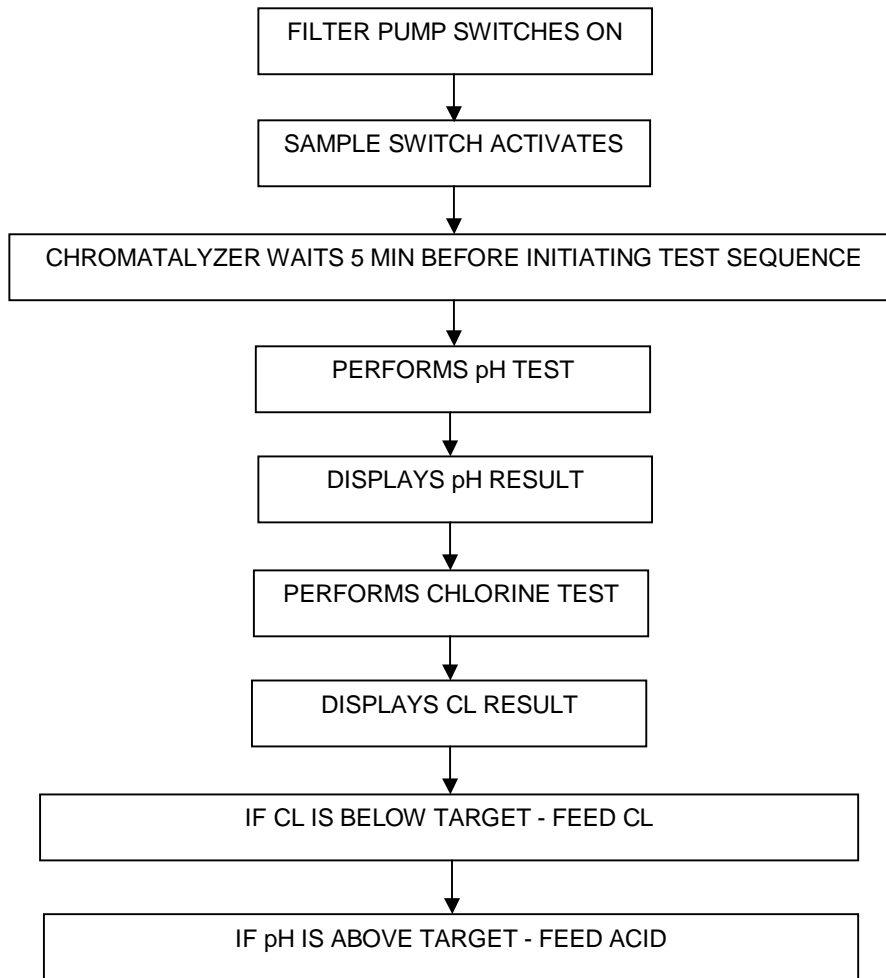 FILTER PUMP SWITCHES ON
SAMPLE SWITCH ACTIVATES
CHROMATALYZER WAITS 5 MIN BEFORE INITIATING TEST SEQUENCE
PERFORMS pH TEST
DISPLAYS pH RESULT
PERFORMS CHLORINE TEST
DISPLAYS CL RESULT
IF CL IS BELOW TARGET - FEED CL
IF pH IS ABOVE TARGET - FEED ACID